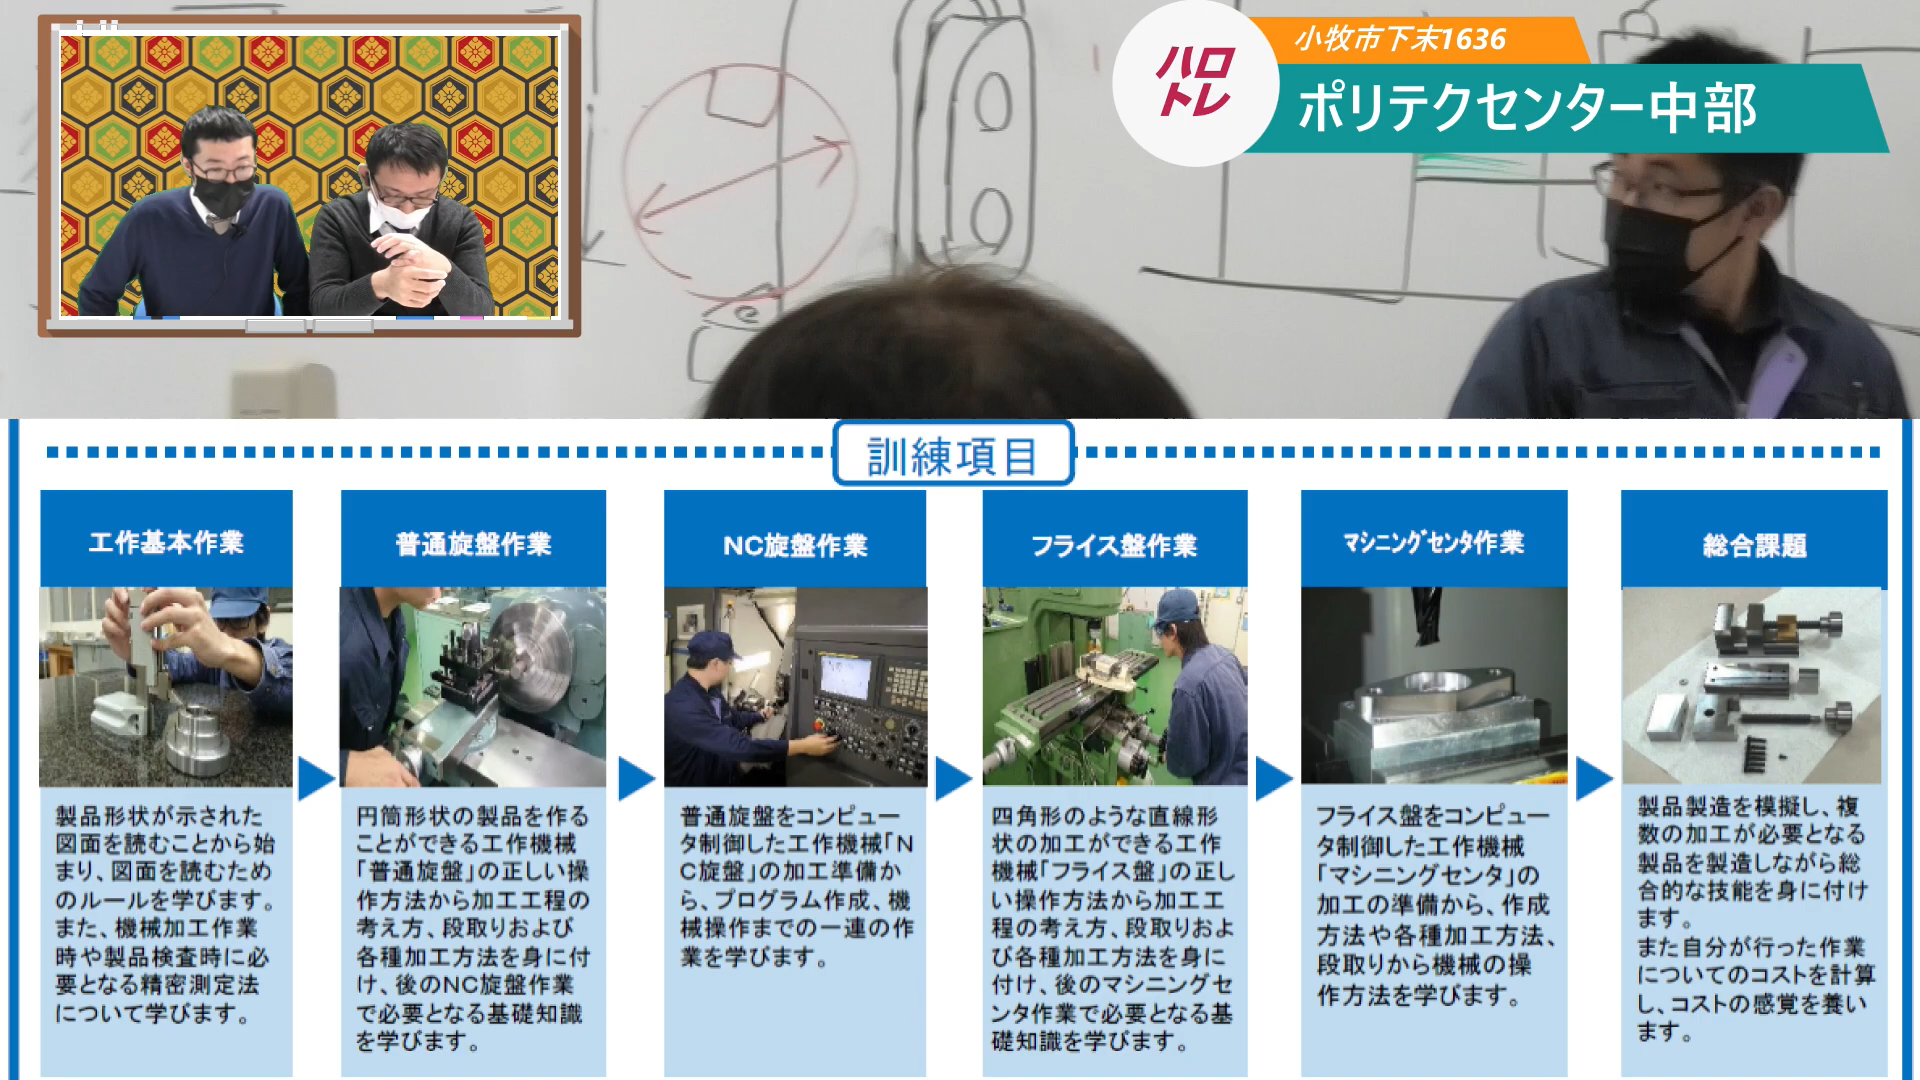 ハロ
トレ
小牧市下末1636
ポリテクセンター中部
訓練項目
工作基本作業
製品形状が示された
図面を読むことから始
まり、図面を読むため
のルールを学びます。
また、機械加工作業
時や製品検査時に必
要となる精密測定法
について学びます。
普通旋盤作業
円筒形状の製品を作る
ことができる工作機械
「普通旋盤」の正しい操
作方法から加工工程の
考え方、段取りおよび
各種加工方法を身に付
け、後のNC旋盤作業
で必要となる基礎知識
を学びます。
NC旋盤作業
普通旋盤をコンピュー
タ制御した工作機械「N
C旋盤」の加工準備か
ら、プログラム作成、機
械操作までの一連の作
業を学びます。
フライス盤作業
四角形のような直線形
状の加工ができる工作
機械「フライス盤」の正し
い操作方法から加工工
程の考え方、段取りおよ
び各種加工方法を身に
付け、後のマシニングセ
ンタ作業で必要となる基
礎知識を学びます。
マシニングセンタ作業
フライス盤をコンピュー
タ制御した工作機械
「マシニングセンタ」の
加工の準備から、作成
方法や各種加工方法、
段取りから機械の操
作方法を学びます。
総合課題
製品製造を模擬し、複
数の加工が必要となる
製品を製造しながら総
合的な技能を身に付け
ます。
また自分が行った作業
についてのコストを計算
し、コストの感覚を養い
ます。